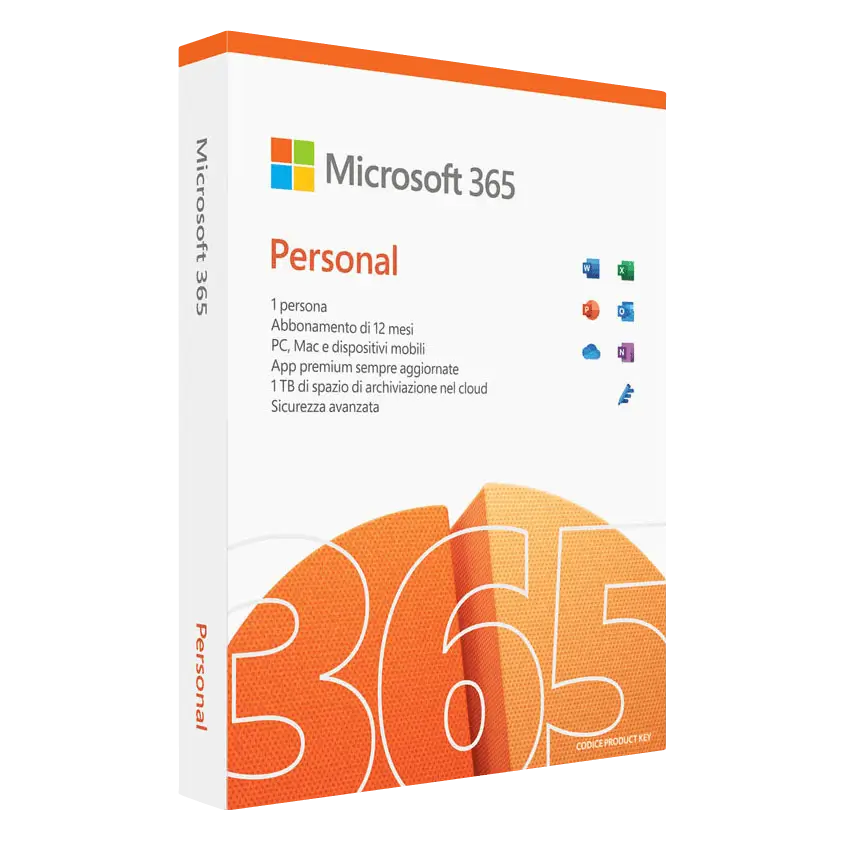 Microsoft 365
Personal
Microsoft 365
Personal
1 persona
Abbonamento di 12 mesi
PC, Mac e dispositivi mobili
App premium sempre aggiornate
1 TB di spazio di archiviazione nel cloud
Sicurezza avanzata
W
X
P
O
N
365
CODICE PRODUCT KEY